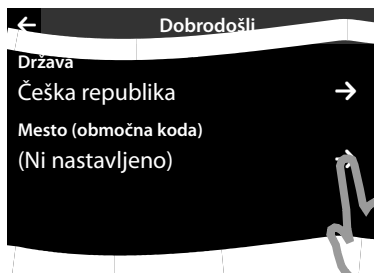 Dobrodošli
Država
Češka republika
Mesto (območna koda)
(Ni nastavljeno)